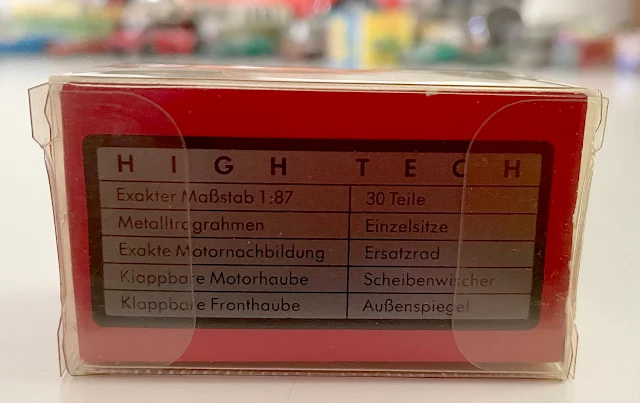 HIGH TECH
Exakter Maßstab 1:87 30 Teile
Metalltragrahmen Einzelsitze
Exakte Motornachbildung Ersatzrad
Klappbare Motorhaube Scheibenwischer
Klappbare Fronthaube Außenspiegel